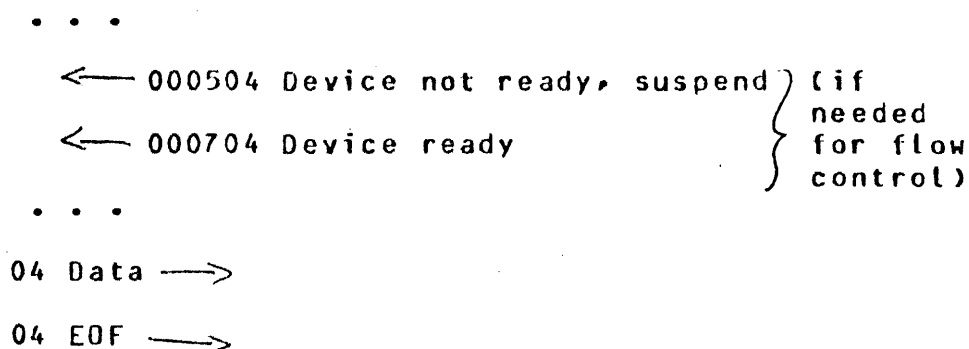 . . .
<—— 000504 Device not ready, suspend } (if
needed
<—— 000704 Device ready for flow
control)
. . .
04 Data ——>
04 EOF ——>